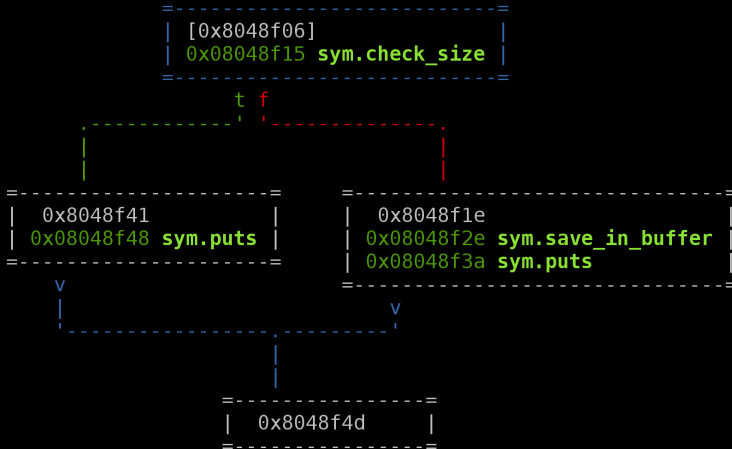 [0x8048f06]
0x08048f15 sym.check_size
t f
0x8048f41
0x08048f48 sym.puts
0x8048f1e
0x08048f2e sym.save_in_buffer
0x08048f3a sym.puts
v
v
0x8048f4d